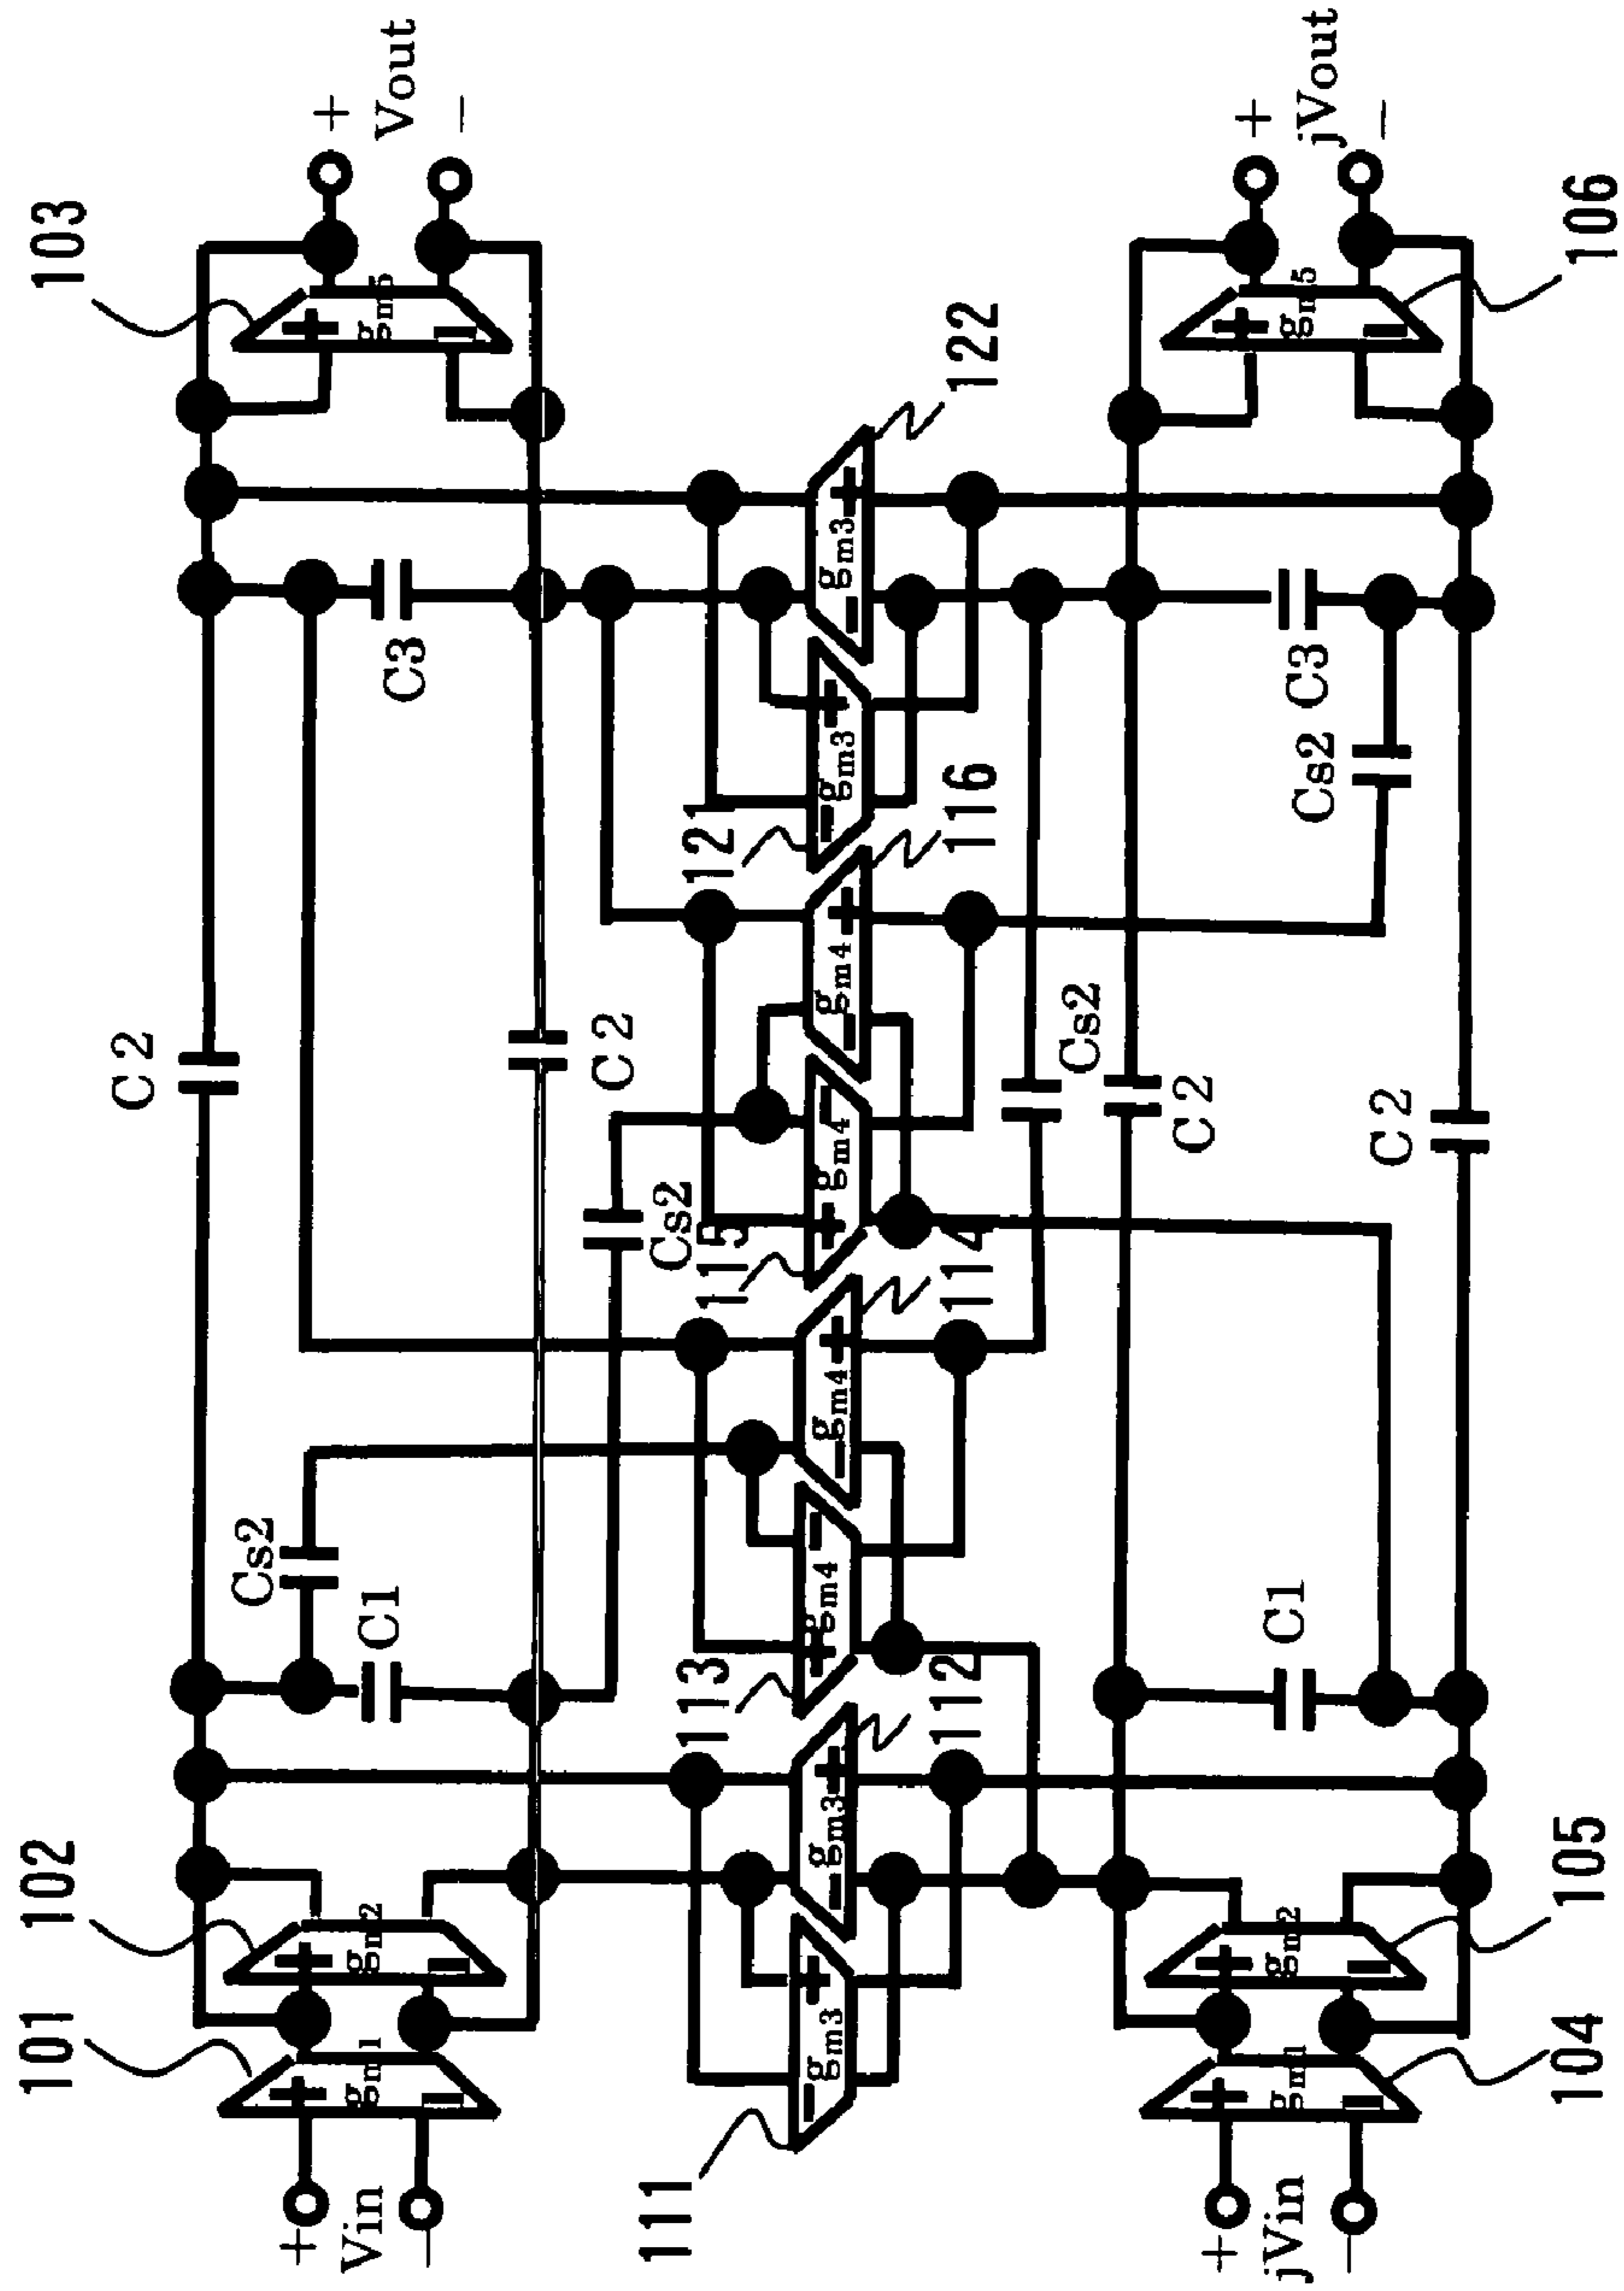 103
+
Vout
−
gm5
+
−
122
+
jVout
−
106
gm5
+
−
C3
gm3
+
−
gm3
+
−
121
116
C3
Cs2
C2
C2
gm4
+
−
gm4
+
−
Cs2
115
114
Cs2
C2
C2
Cs2
C1
gm4
+
−
gm4
+
−
113
112
C1
102
gm2
+
−
gm3
+
−
gm3
+
−
111
105
gm2
+
−
101
gm1
+
−
104
gm1
+
−
+
Vin
−
+
jVin
−